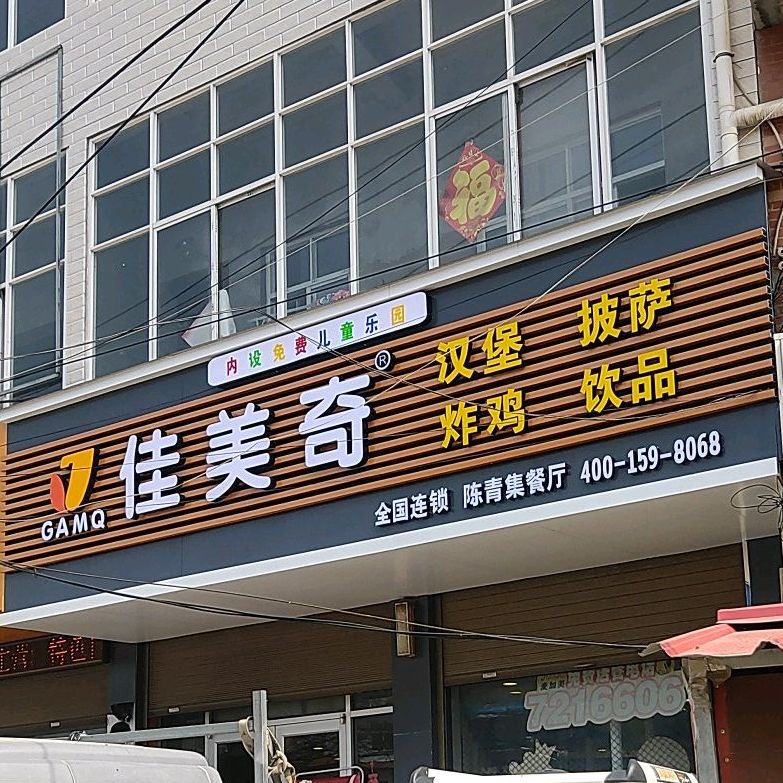 福
内设免费儿童乐园
佳美奇®
GAMQ
汉堡 披萨
炸鸡 饮品
全国连锁 陈青集餐厅 400-159-8068
7216606